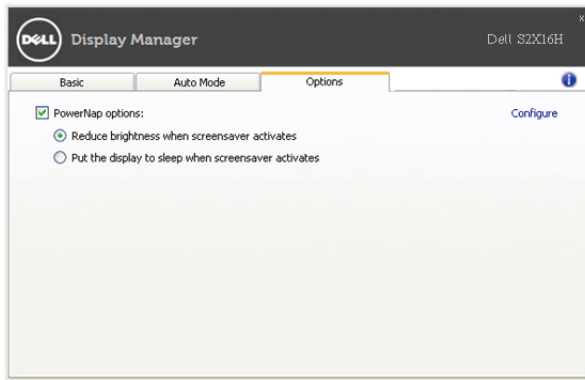 x
DELL Display Manager Dell S2X16H
Basic Auto Mode Options i
PowerNap options: Configure
Reduce brightness when screensaver activates
Put the display to sleep when screensaver activates